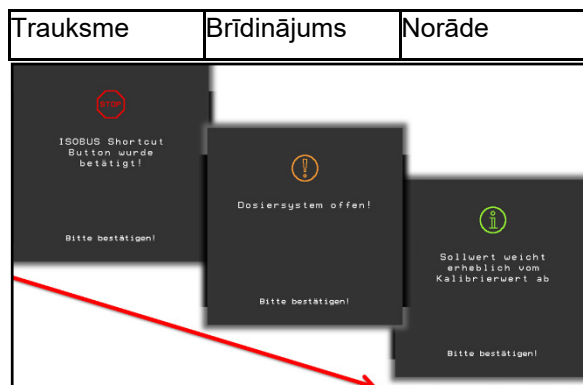 Trauksme Brīdinājums Norāde
STOP
ISOBUS Shortcut
Button wurde
betätigt!
Bitte bestätigen!
Dosiersystem offen!
Bitte bestätigen!
Sollwert weicht
erheblich vom
Kalibrierwert ab
Bitte bestätigen!